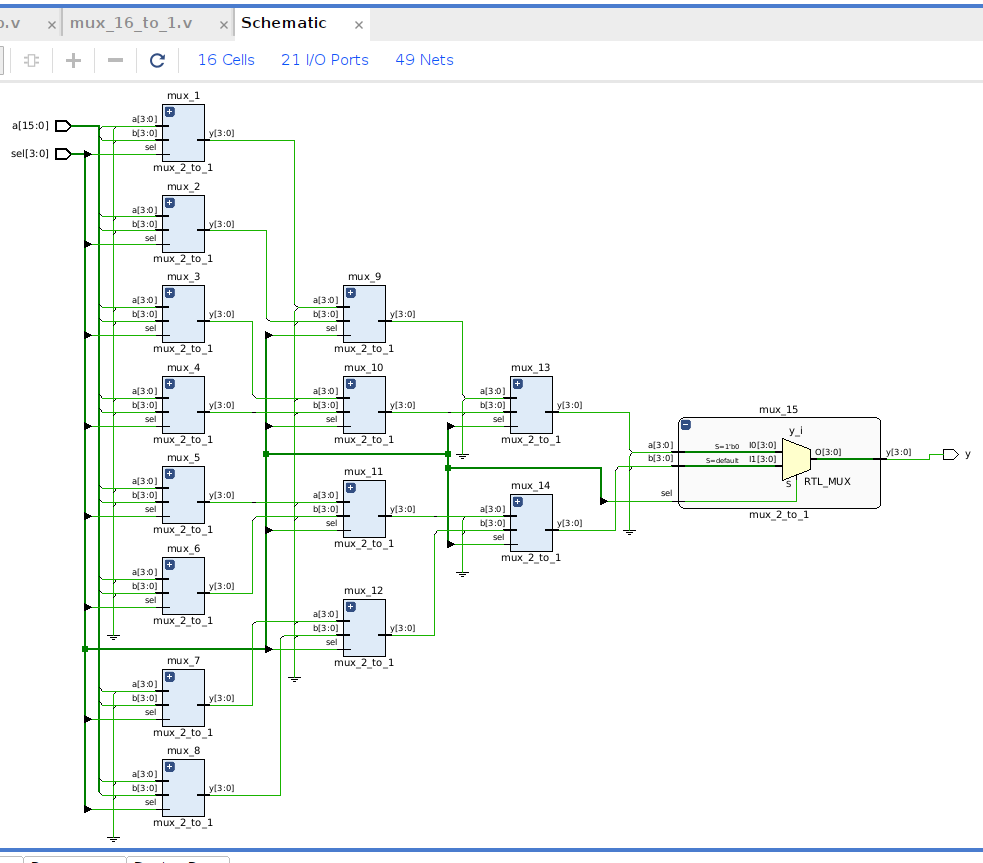 o.v
mux_16_to_1.v
Schematic
16 Cells
21 I/O Ports
49 Nets
a[15:0]
sel[3:0]
mux_1
a[3:0]
b[3:0]
sel
y[3:0]
mux_2_to_1
mux_2
a[3:0]
b[3:0]
sel
y[3:0]
mux_2_to_1
mux_3
a[3:0]
b[3:0]
sel
y[3:0]
mux_2_to_1
mux_4
a[3:0]
b[3:0]
sel
y[3:0]
mux_2_to_1
mux_5
a[3:0]
b[3:0]
sel
y[3:0]
mux_2_to_1
mux_6
a[3:0]
b[3:0]
sel
y[3:0]
mux_2_to_1
mux_7
a[3:0]
b[3:0]
sel
y[3:0]
mux_2_to_1
mux_8
a[3:0]
b[3:0]
sel
y[3:0]
mux_2_to_1
mux_9
a[3:0]
b[3:0]
sel
y[3:0]
mux_2_to_1
mux_10
a[3:0]
b[3:0]
sel
y[3:0]
mux_2_to_1
mux_11
a[3:0]
b[3:0]
sel
y[3:0]
mux_2_to_1
mux_12
a[3:0]
b[3:0]
sel
y[3:0]
mux_2_to_1
mux_13
a[3:0]
b[3:0]
sel
y[3:0]
mux_2_to_1
mux_14
a[3:0]
b[3:0]
sel
y[3:0]
mux_2_to_1
mux_15
y_i
a[3:0]
b[3:0]
sel
S=1'b0
I0[3:0]
S=default
I1[3:0]
S
O[3:0]
RTL_MUX
y[3:0]
mux_2_to_1
y